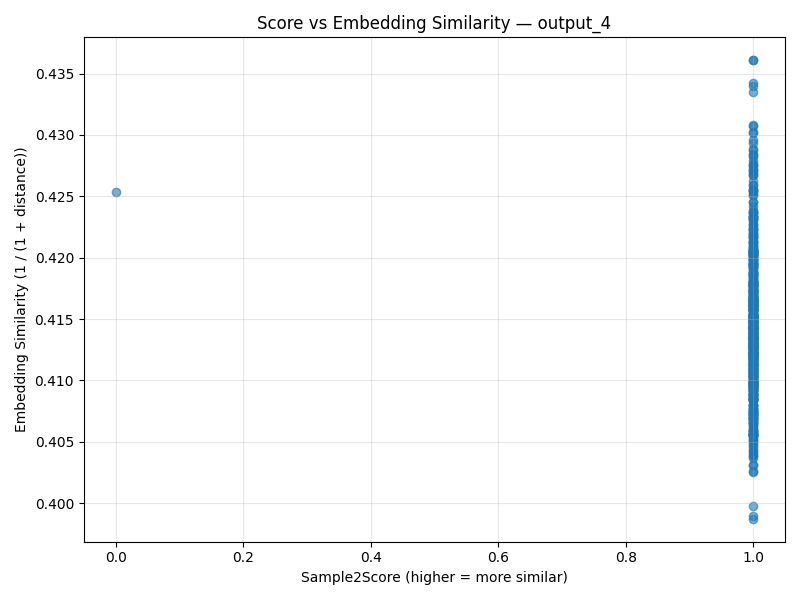 Score vs Embedding Similarity — output_4
Embedding Similarity (1 / (1 + distance))
0.435
0.430
0.425
0.420
0.415
0.410
0.405
0.400
0.0 0.2 0.4 0.6 0.8 1.0
Sample2Score (higher = more similar)